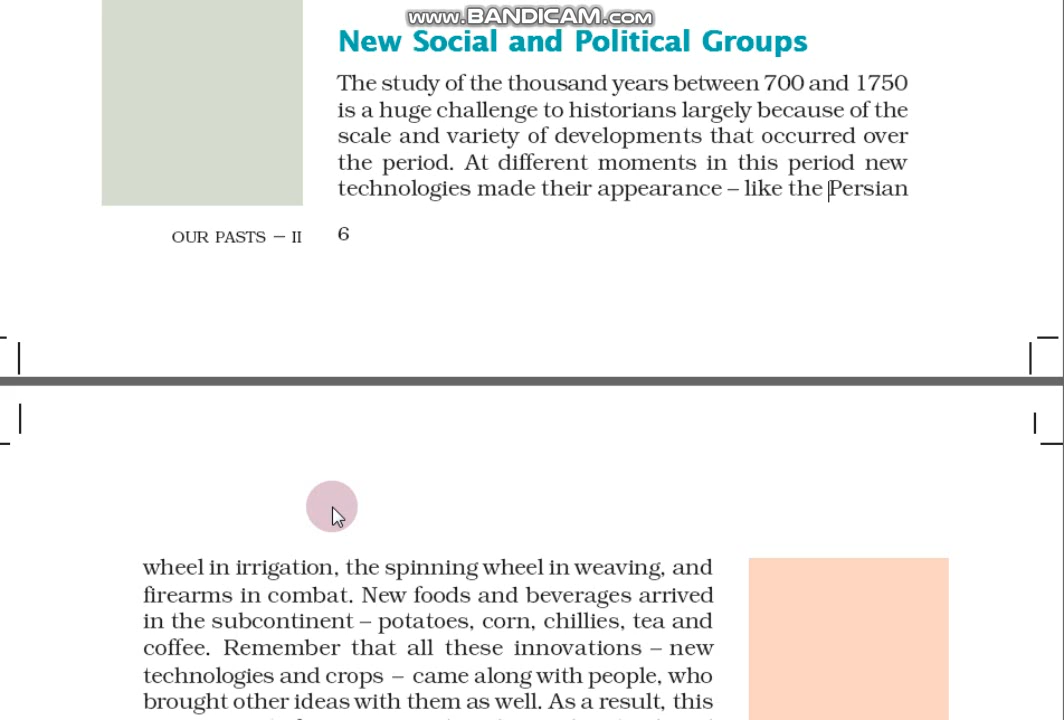 www.BANDICAM.com
New Social and Political Groups
The study of the thousand years between 700 and 1750
is a huge challenge to historians largely because of the
scale and variety of developments that occurred over
the period. At different moments in this period new
technologies made their appearance – like the Persian
OUR PASTS – II 6
wheel in irrigation, the spinning wheel in weaving, and
firearms in combat. New foods and beverages arrived
in the subcontinent – potatoes, corn, chillies, tea and
coffee. Remember that all these innovations – new
technologies and crops – came along with people, who
brought other ideas with them as well. As a result, this